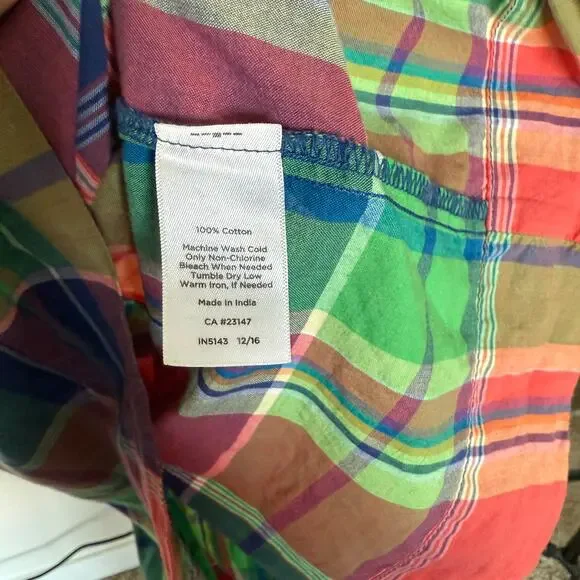 100% Cotton
Machine Wash Cold
Only Non-Chlorine
Bleach When Needed
Tumble Dry Low
Warm Iron, If Needed
Made in India
CA #23147
IN5143 12/16